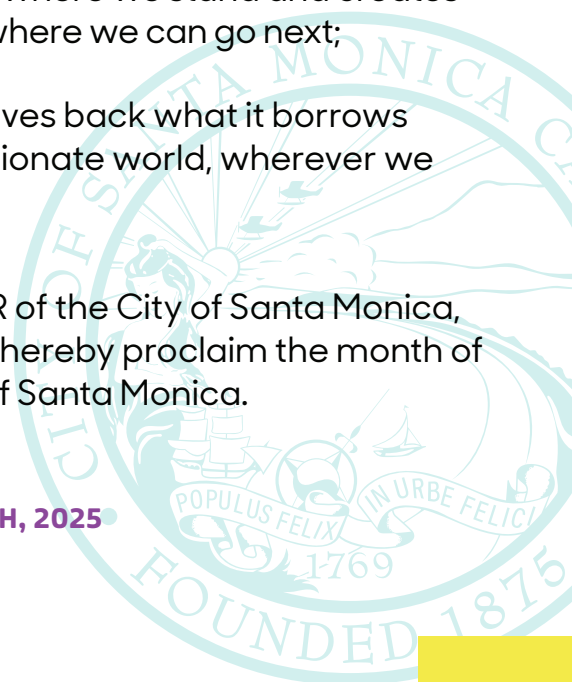 where we can go next;
ves back what it borrows
ionate world, wherever we
R of the City of Santa Monica,
hereby proclaim the month of
f Santa Monica.
H, 2025
CITY OF SANTA MONICA CA
POPULUS FELIX IN URBE FELICI
1769
FOUNDED 1875